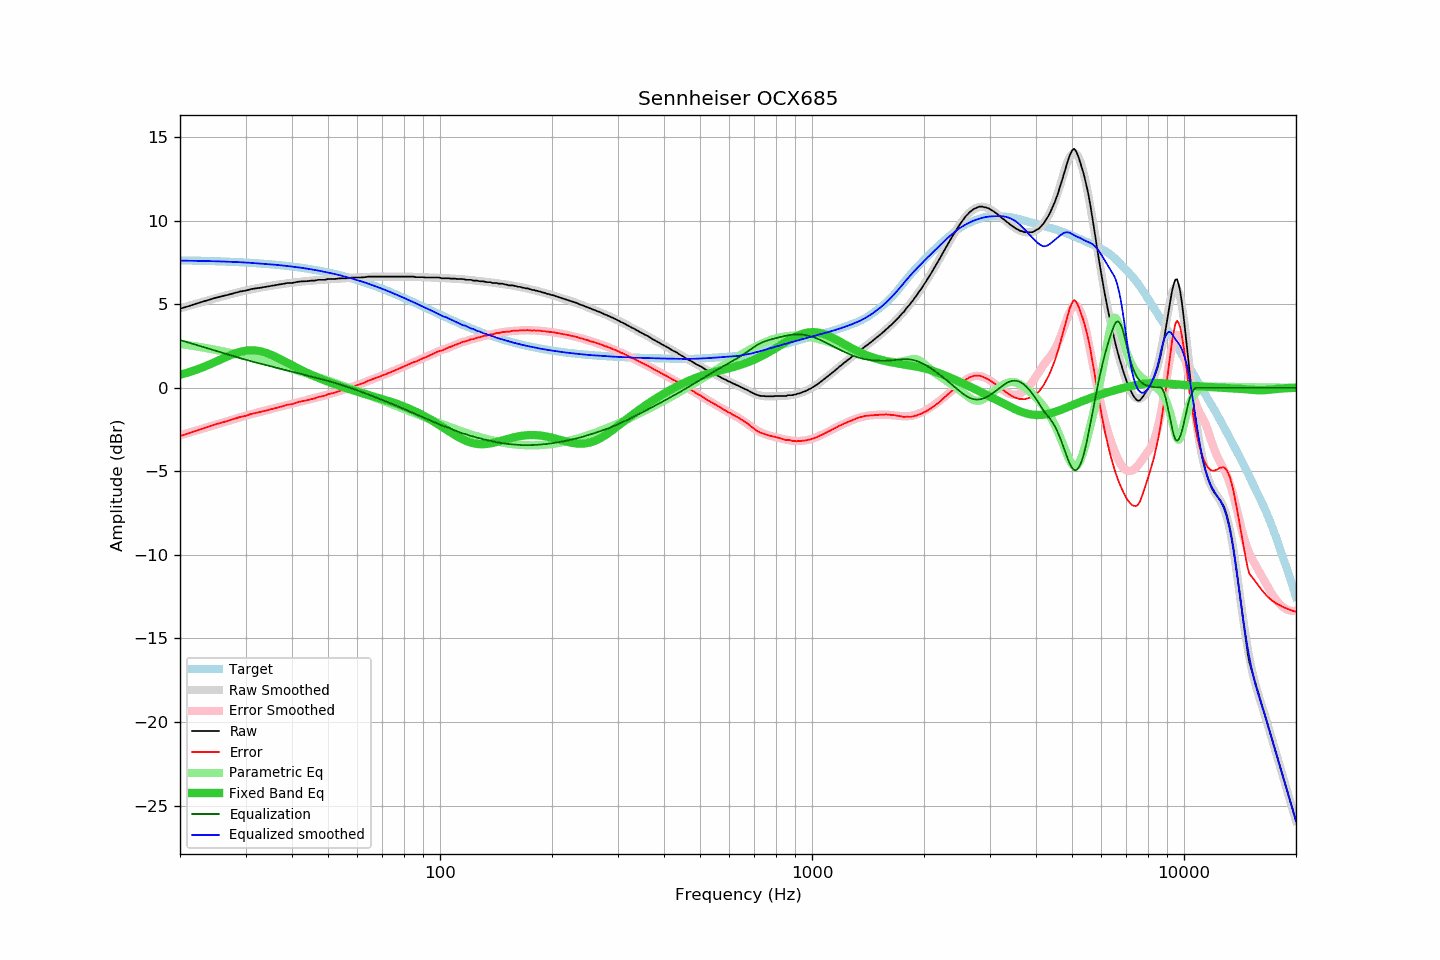 Sennheiser OCX685
15
10
5
0
−5
−10
−15
−20
−25
Amplitude (dBr)
Target
Raw Smoothed
Error Smoothed
Raw
Error
Parametric Eq
Fixed Band Eq
Equalization
Equalized smoothed
100 1000 10000
Frequency (Hz)